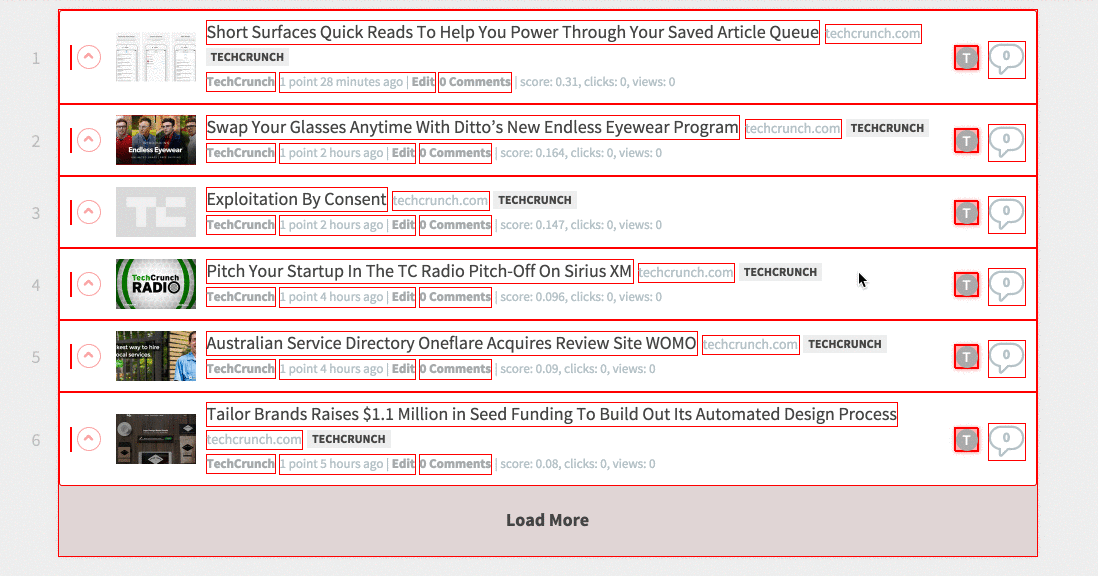 1
Short Surfaces Quick Reads To Help You Power Through Your Saved Article Queue techcrunch.com
TECHCRUNCH
TechCrunch 1 point 28 minutes ago | Edit 0 Comments | score: 0.31, clicks: 0, views: 0
T 0
2
Endless Eyewear
Swap Your Glasses Anytime With Ditto’s New Endless Eyewear Program techcrunch.com TECHCRUNCH
TechCrunch 1 point 2 hours ago | Edit 0 Comments | score: 0.164, clicks: 0, views: 0
T 0
3
TC
Exploitation By Consent techcrunch.com TECHCRUNCH
TechCrunch 1 point 2 hours ago | Edit 0 Comments | score: 0.147, clicks: 0, views: 0
T 0
4
TechCrunch
RADIO
Pitch Your Startup In The TC Radio Pitch-Off On Sirius XM techcrunch.com TECHCRUNCH
TechCrunch 1 point 4 hours ago | Edit 0 Comments | score: 0.096, clicks: 0, views: 0
T 0
5
kest way to hire
ocal services.
Australian Service Directory Oneflare Acquires Review Site WOMO techcrunch.com TECHCRUNCH
TechCrunch 1 point 4 hours ago | Edit 0 Comments | score: 0.09, clicks: 0, views: 0
T 0
6
Tailor Brands Raises $1.1 Million in Seed Funding To Build Out Its Automated Design Process
techcrunch.com TECHCRUNCH
TechCrunch 1 point 5 hours ago | Edit 0 Comments | score: 0.08, clicks: 0, views: 0
T 0
Load More